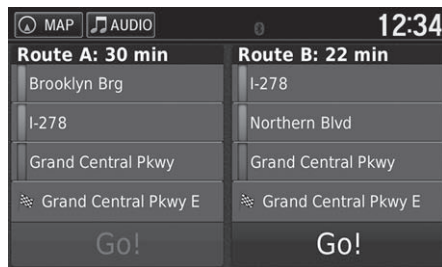 MAP AUDIO 12:34
Route A: 30 min
Brooklyn Brg
I-278
Grand Central Pkwy
Grand Central Pkwy E
Go!
Route B: 22 min
I-278
Northern Blvd
Grand Central Pkwy
Grand Central Pkwy E
Go!